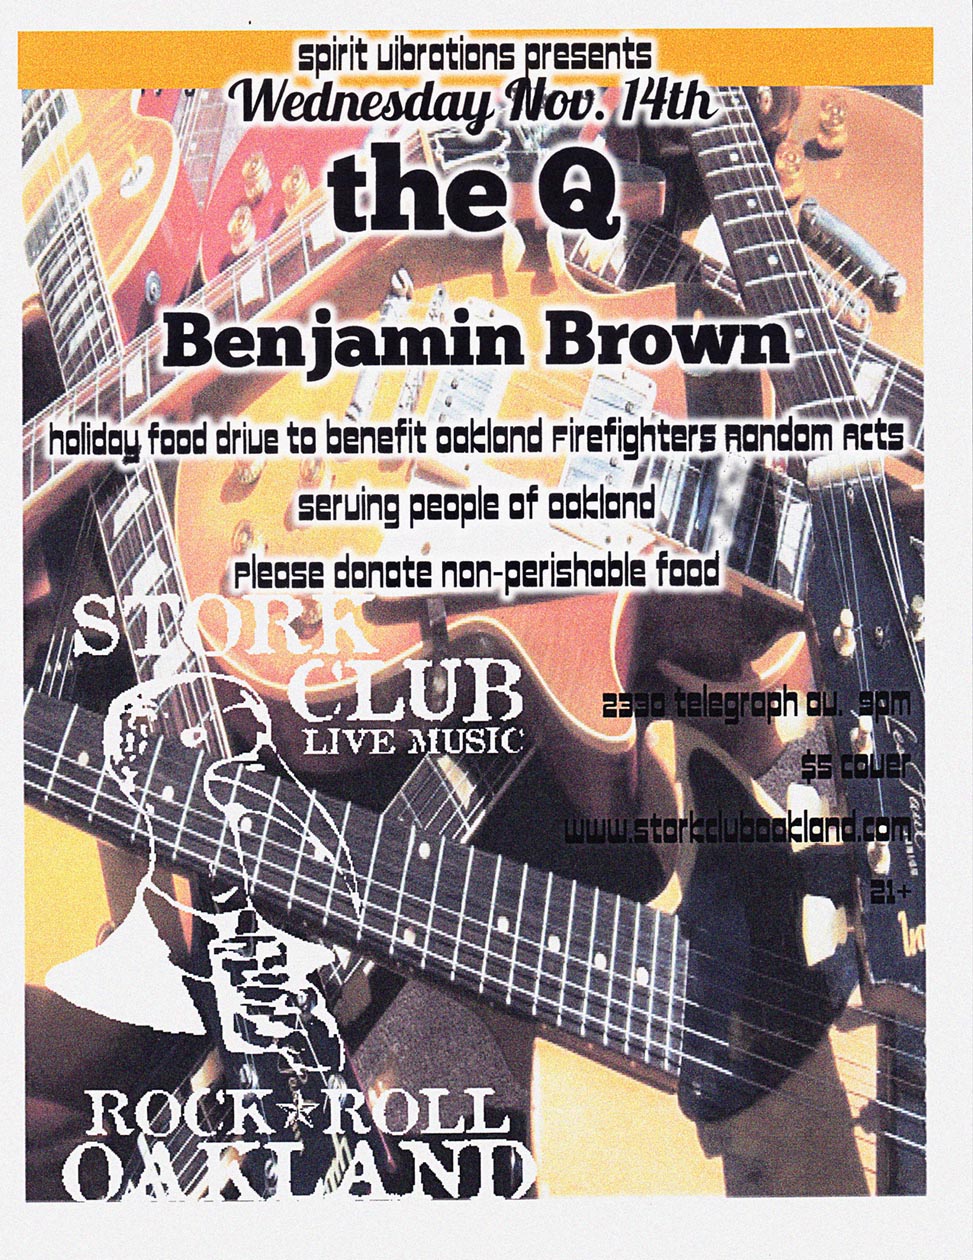 spirit vibrations presents
Wednesday Nov. 14th
the Q
Benjamin Brown
holiday food drive to benefit oakland Firefighters Random Acts
serving people of oakland
Please donate non-perishable food
STORK
CLUB
LIVE MUSIC
2330 telegraph av. 9pm
$5 cover
www.storkcluboakland.com
21+
ROCK ROLL
OAKLAND